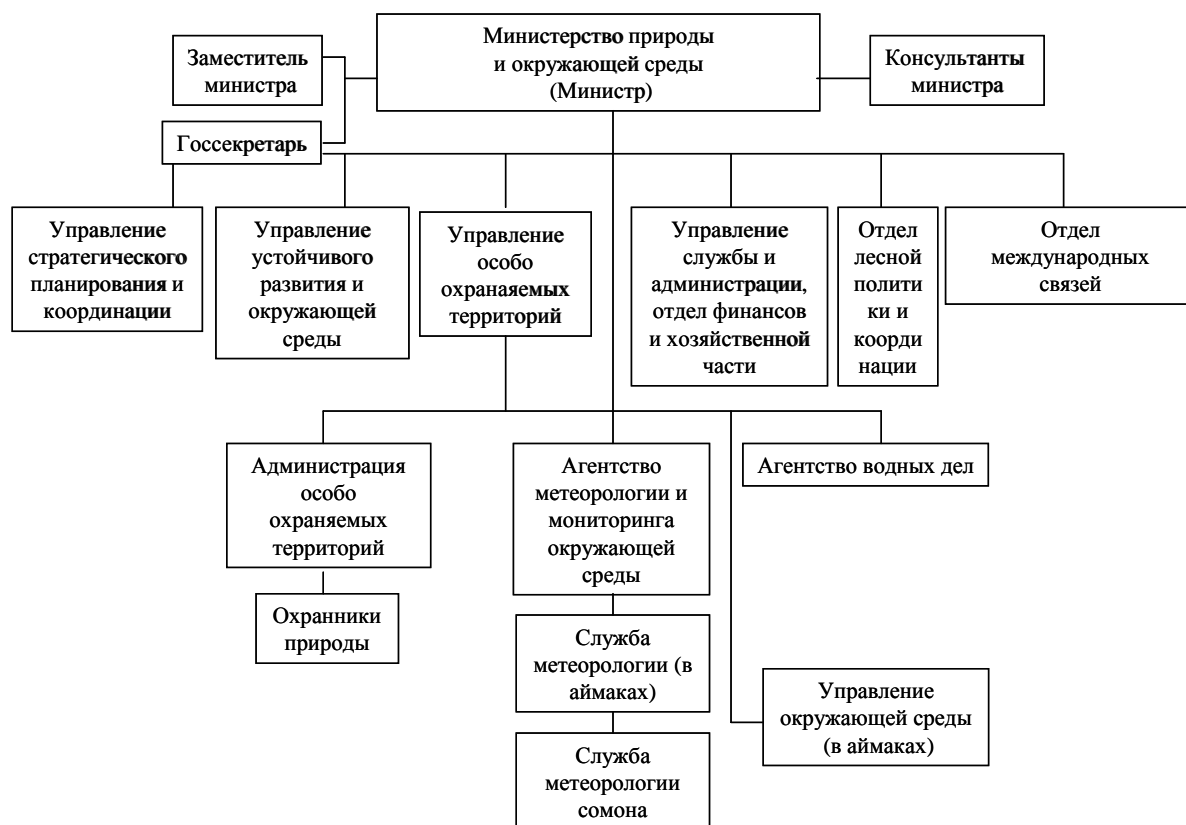 Министерство природы
и окружающей среды
(Министр)
Заместитель
министра
Консультанты
министра
Госсекретарь
Управление
стратегического
планирования и
координации
Управление
устойчивого
развития и
окружающей
среды
Управление
особо
охранаяемых
территорий
Управление
службы и
администрации,
отдел финансов
и хозяйственной
части
Отдел
лесной
полити
ки и
коорди
нации
Отдел
международных
связей
Администрация
особо
охраняемых
территорий
Агентство
метеорологии и
мониторинга
окружающей
среды
Агентство водных дел
Охранники
природы
Служба
метеорологии (в
аймаках)
Управление
окружающей среды
(в аймаках)
Служба
метеорологии
сомона